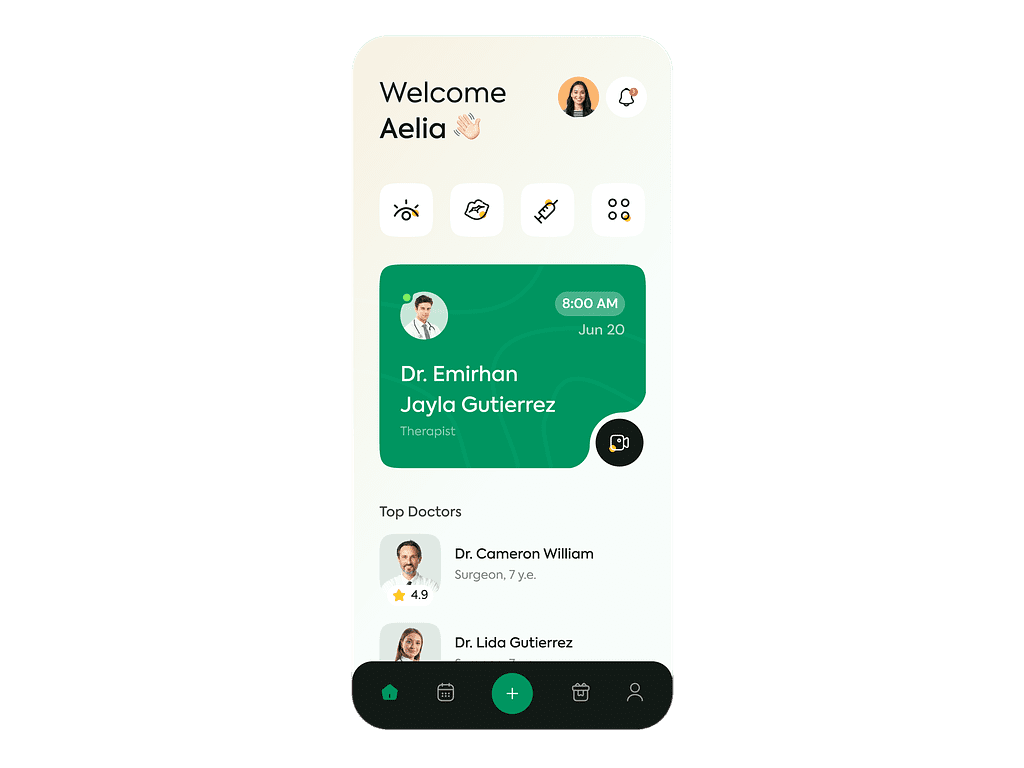 Welcome
Aelia
8:00 AM
Jun 20
Dr. Emirhan
Jayla Gutierrez
Therapist
Top Doctors
Dr. Cameron William
Surgeon, 7 y.e.
4.9
Dr. Lida Gutierrez